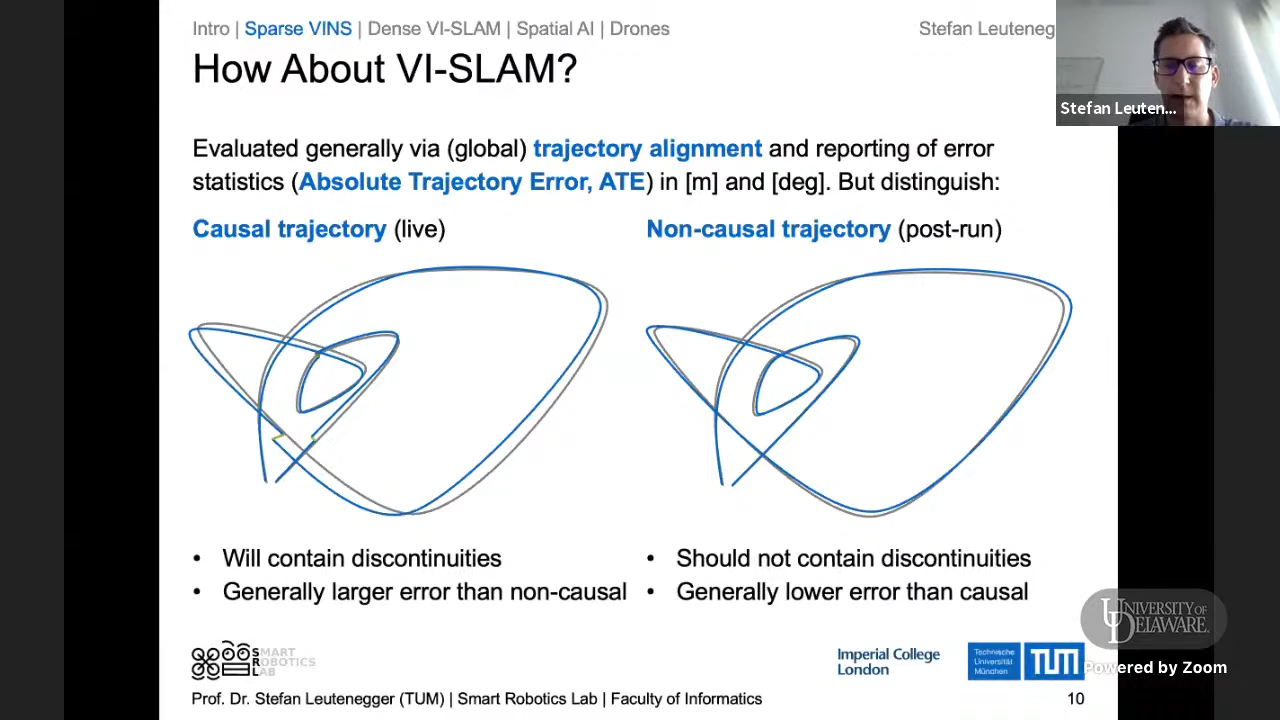 Intro | Sparse VINS | Dense VI-SLAM | Spatial AI | Drones
Stefan Leuteneg
How About VI-SLAM?
Stefan Leuten...
Evaluated generally via (global) trajectory alignment and reporting of error
statistics (Absolute Trajectory Error, ATE) in [m] and [deg]. But distinguish:
Causal trajectory (live)
Non-causal trajectory (post-run)
• Will contain discontinuities
• Generally larger error than non-causal
• Should not contain discontinuities
• Generally lower error than causal
SMART
ROBOTICS
LAB
Imperial College
London
Technische
Universität
München
TUM
UNIVERSITY OF
DELAWARE.
Powered by Zoom
Prof. Dr. Stefan Leutenegger (TUM) | Smart Robotics Lab | Faculty of Informatics
10